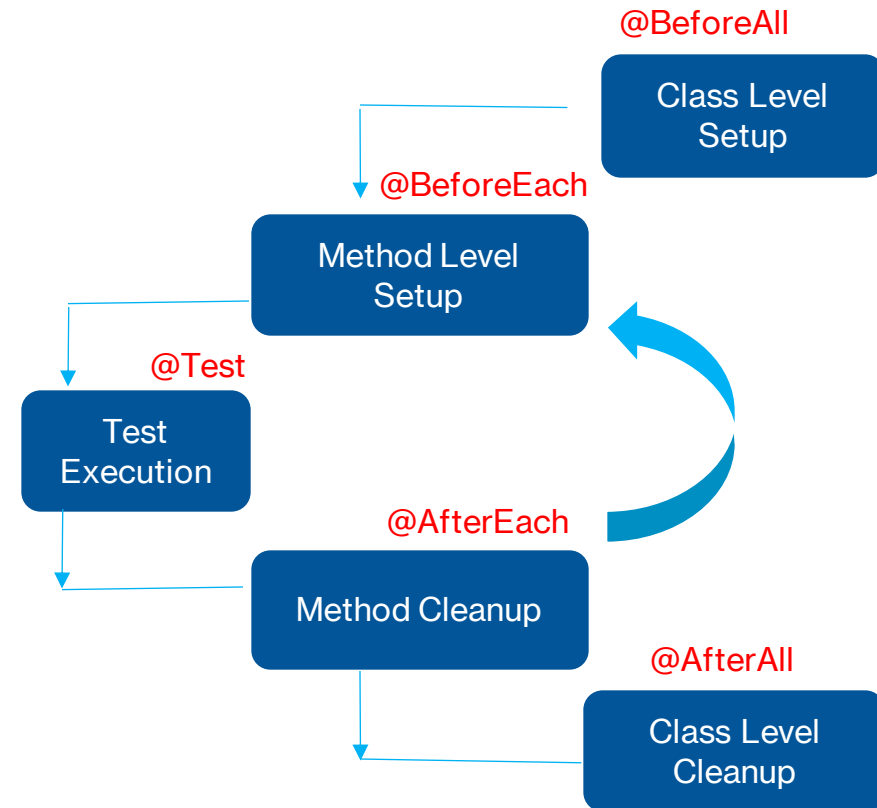 @BeforeAll
Class Level
Setup
@BeforeEach
Method Level
Setup
@Test
Test
Execution
@AfterEach
Method Cleanup
@AfterAll
Class Level
Cleanup